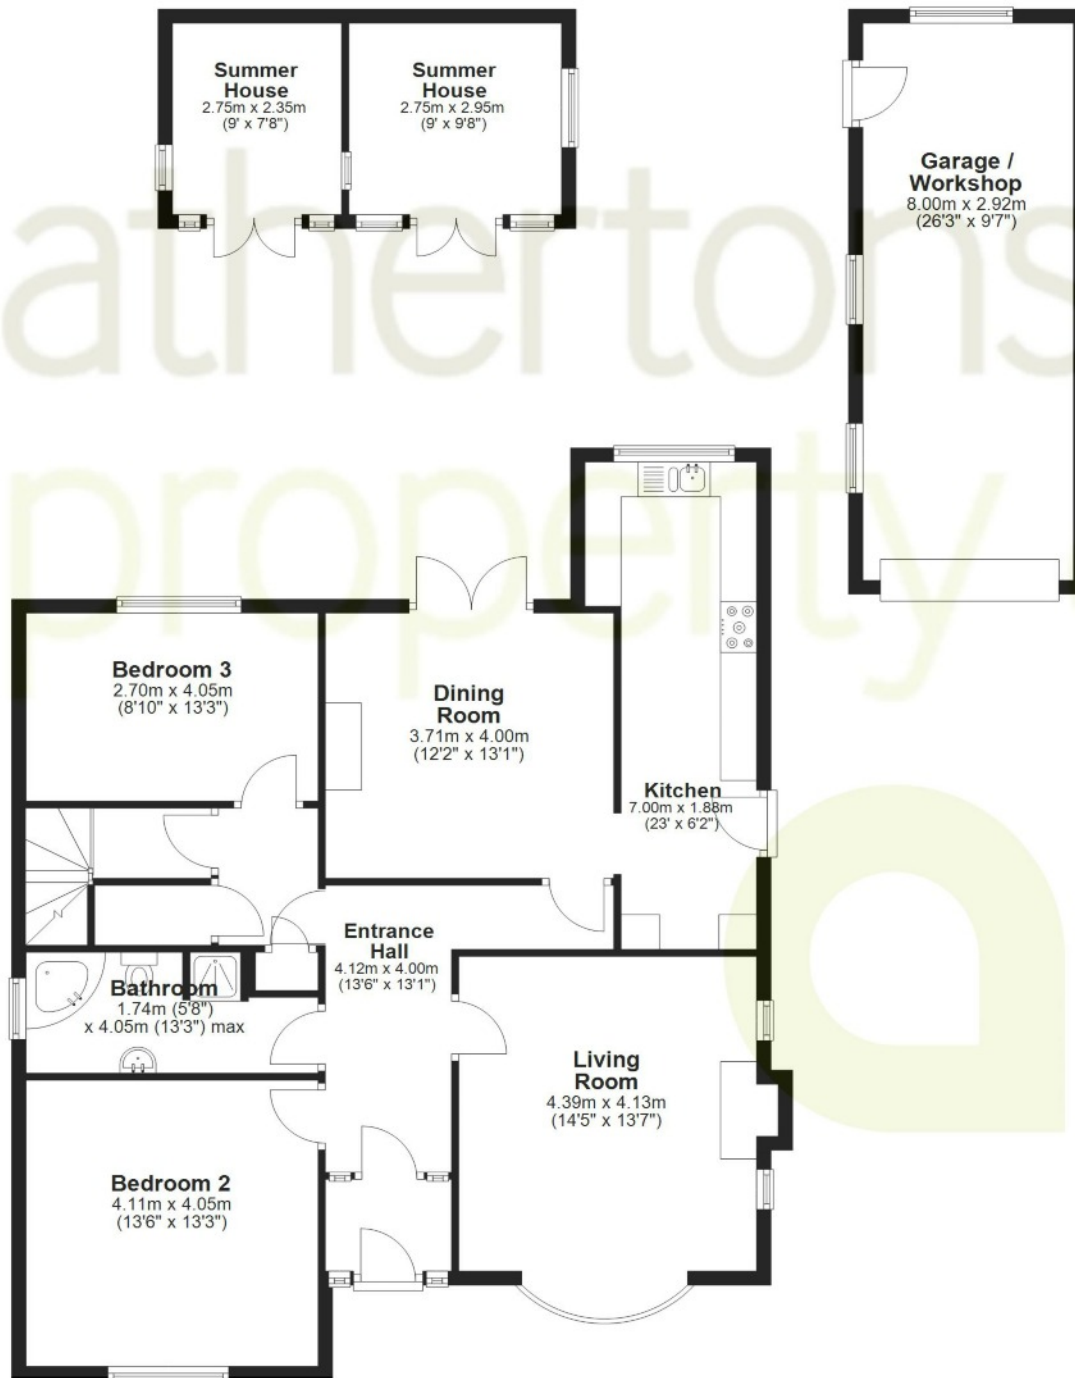 Summer
House
2.75m x 2.35m
(9' x 7'8")
Summer
House
2.75m x 2.95m
(9' x 9'8")
Garage /
Workshop
8.00m x 2.92m
(26'3" x 9'7")
athertons
property
Bedroom 3
2.70m x 4.05m
(8'10" x 13'3")
Dining
Room
3.71m x 4.00m
(12'2" x 13'1")
Kitchen
7.00m x 1.88m
(23' x 6'2")
Entrance
Hall
4.12m x 4.00m
(13'6" x 13'1")
Bathroom
1.74m (5'8")
x 4.05m (13'3") max
Living
Room
4.39m x 4.13m
(14'5" x 13'7")
Bedroom 2
4.11m x 4.05m
(13'6" x 13'3")